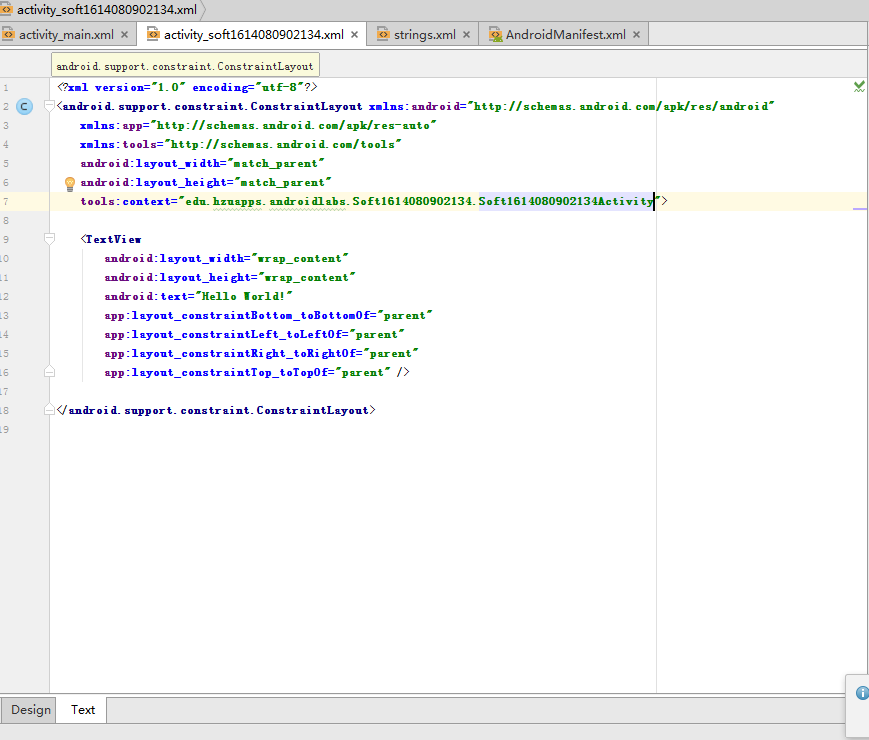 activity_soft1614080902134.xml
activity_main.xml × activity_soft1614080902134.xml × strings.xml × AndroidManifest.xml ×
android.support.constraint.ConstraintLayout
1 <?xml version="1.0" encoding="utf-8"?>
2 C <android.support.constraint.ConstraintLayout xmlns:android="http://schemas.android.com/apk/res/android"
3 xmlns:app="http://schemas.android.com/apk/res-auto"
4 xmlns:tools="http://schemas.android.com/tools"
5 android:layout_width="match_parent"
6 android:layout_height="match_parent"
7 tools:context="edu.hzuapps.androidlabs.Soft1614080902134.Soft1614080902134Activity">
8
9 <TextView
10 android:layout_width="wrap_content"
11 android:layout_height="wrap_content"
12 android:text="Hello World!"
13 app:layout_constraintBottom_toBottomOf="parent"
14 app:layout_constraintLeft_toLeftOf="parent"
15 app:layout_constraintRight_toRightOf="parent"
16 app:layout_constraintTop_toTopOf="parent" />
17
18 </android.support.constraint.ConstraintLayout>
19
Design Text